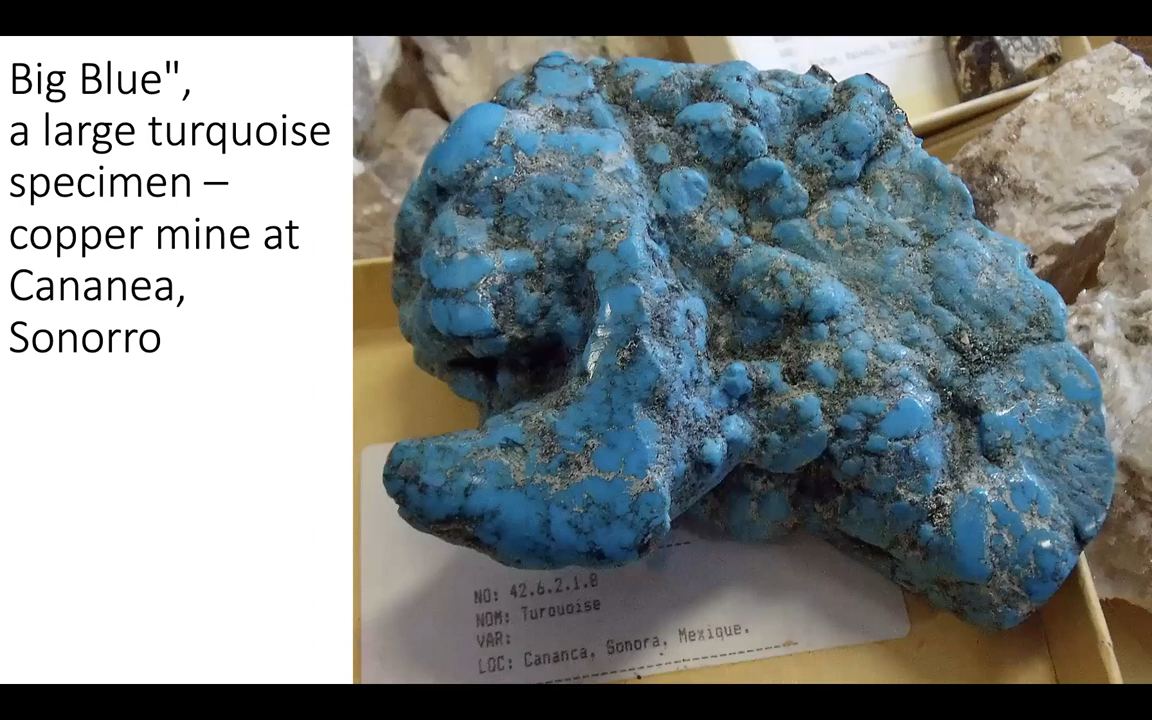 Big Blue",
a large turquoise
specimen –
copper mine at
Cananea,
Sonorro
NO: 42.6.2.1.8
NOM: Turquoise
VAR:
LOC: Cananca, Sonora, Mexique.